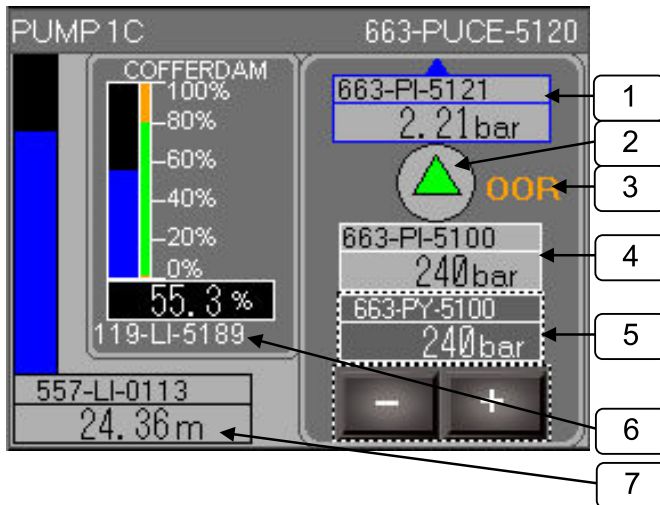 PUMP 1C
663-PUCE-5120
COFFERDAM
100%
80%
60%
40%
20%
0%
55.3 %
119-LI-5189
557-LI-0113
24.36 m
663-PI-5121
2.21 bar
OOR
663-PI-5100
240 bar
663-PY-5100
240 bar
- +
1
2
3
4
5
6
7